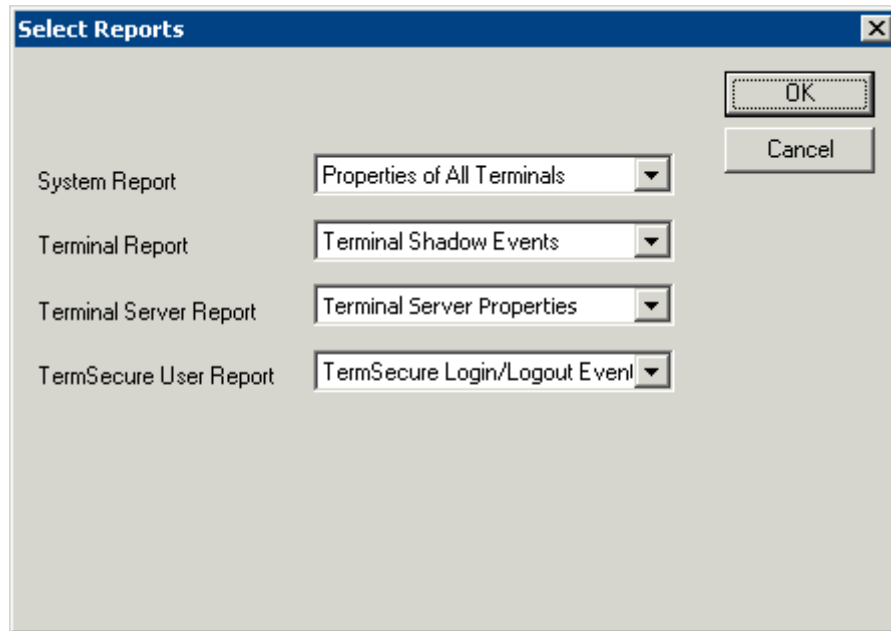 Select Reports
OK
Cancel
System Report Properties of All Terminals
Terminal Report Terminal Shadow Events
Terminal Server Report Terminal Server Properties
TermSecure User Report TermSecure Login/Logout Event